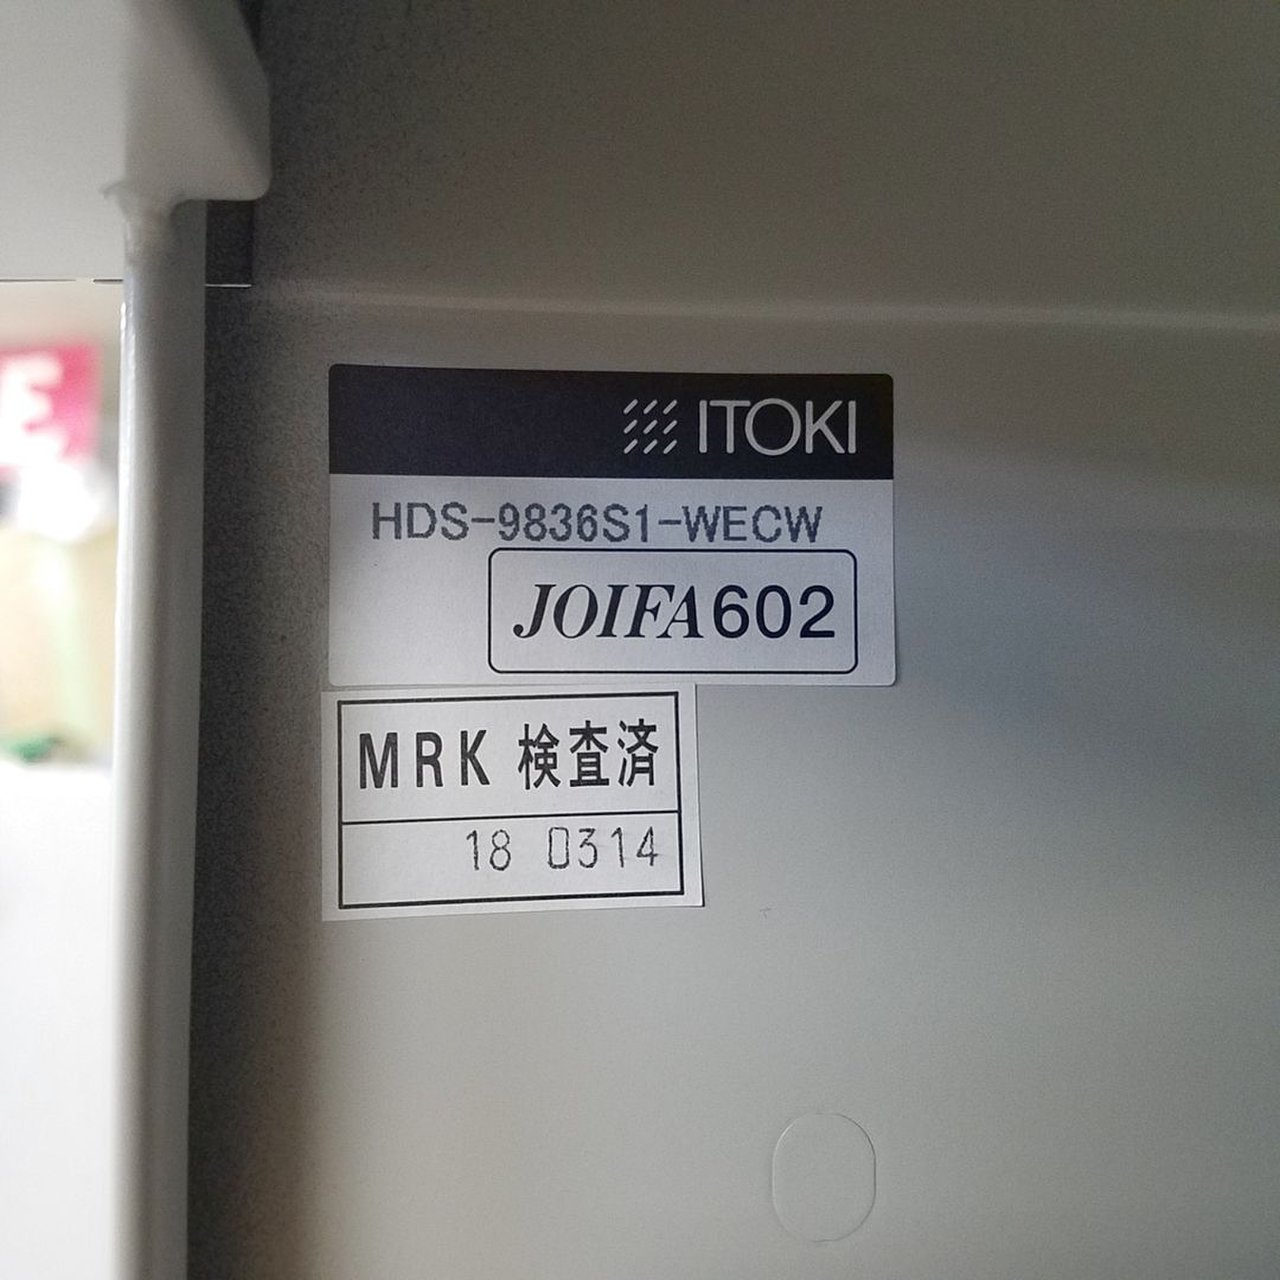 E
ITOKI
HDS-9836S1-WECW
JOIFA602
MRK 検査済
18 0314